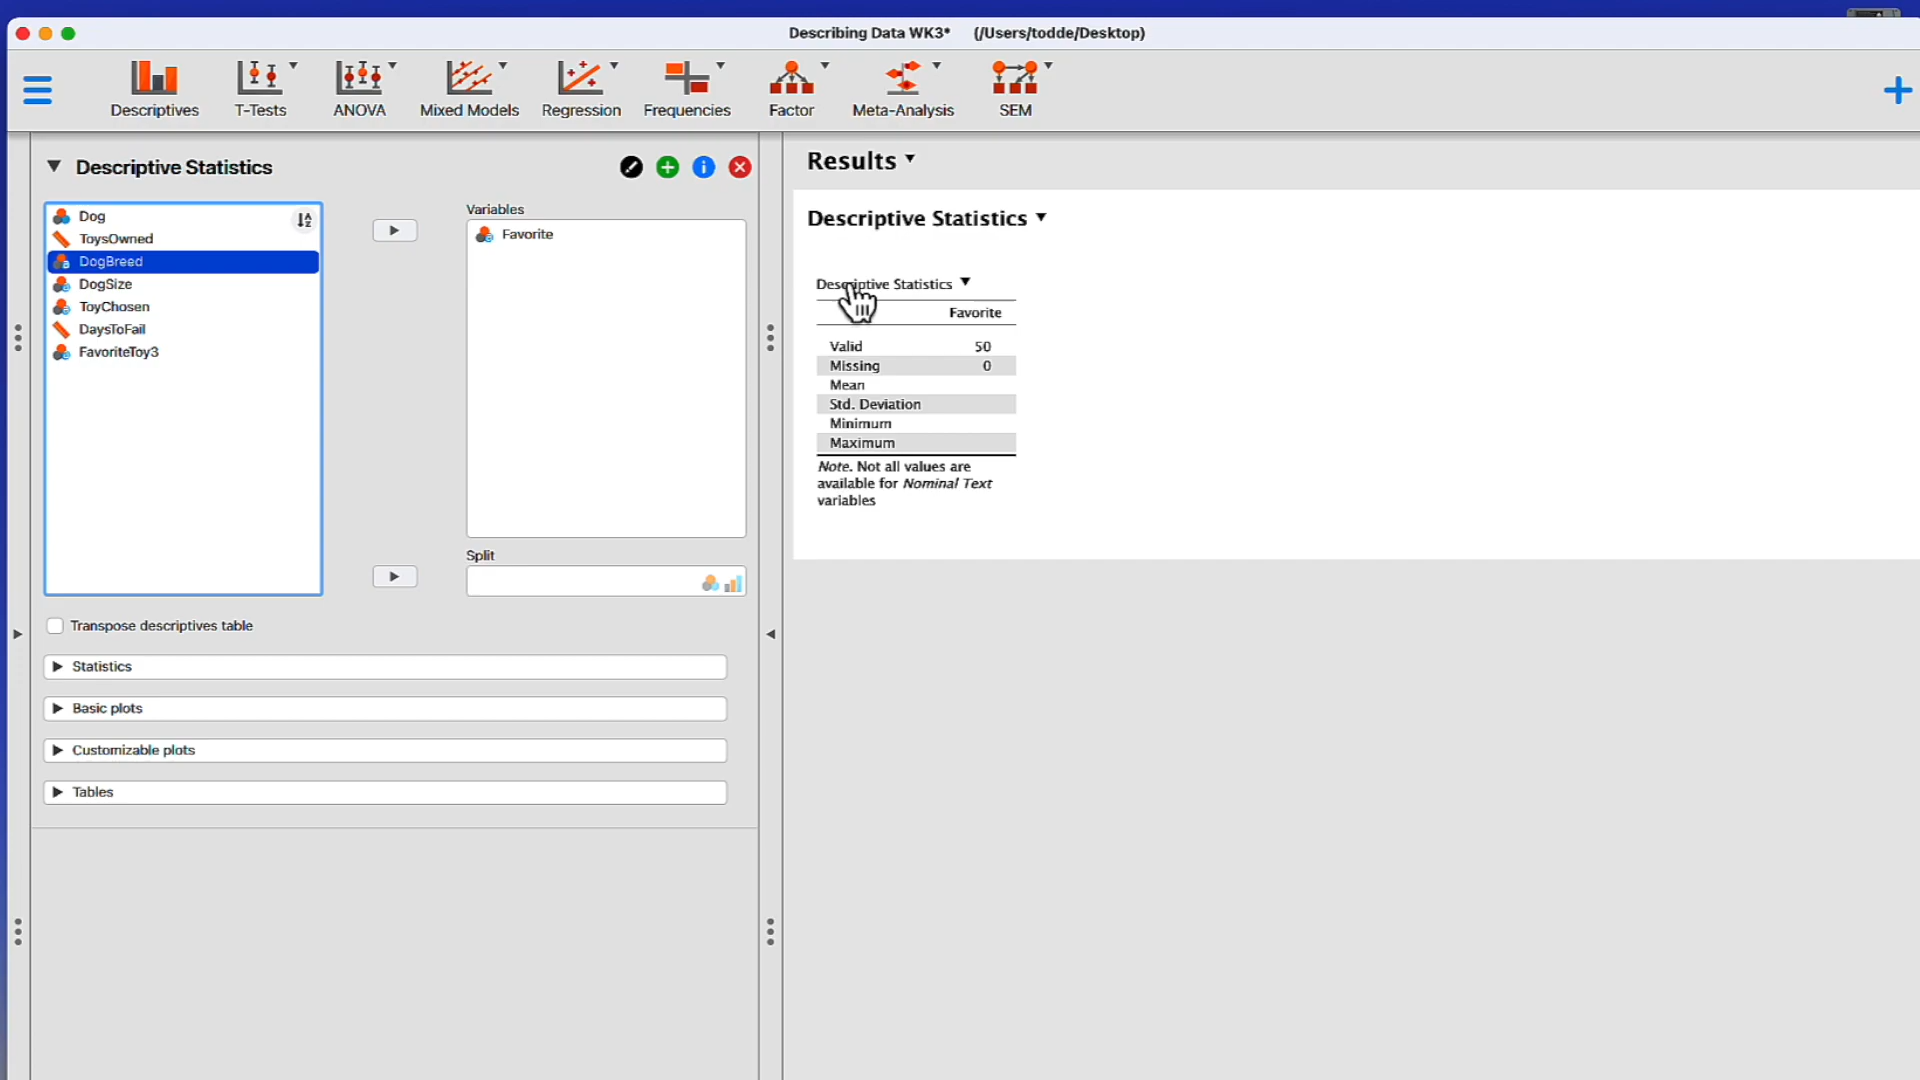 Describing Data WK3* (/Users/todde/Desktop)
Descriptives T-Tests ANOVA Mixed Models Regression Frequencies Factor Meta-Analysis SEM
Descriptive Statistics
Dog
ToysOwned
DogBreed
DogSize
ToyChosen
DaysToFail
FavoriteToy3
Variables
Favorite
Split
Transpose descriptives table
Statistics
Basic plots
Customizable plots
Tables
Results
Descriptive Statistics
Descriptive Statistics
Favorite
Valid 50
Missing 0
Mean
Std. Deviation
Minimum
Maximum
Note. Not all values are
available for Nominal Text
variables